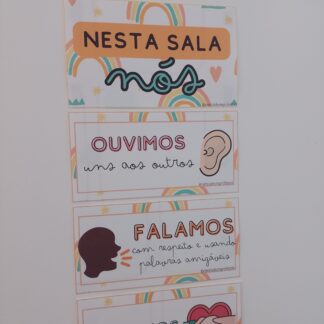 NESTA SALA
nós
OUVIMOS
uns aos outros
FALAMOS
com respeito e usando
palavras amigáveis